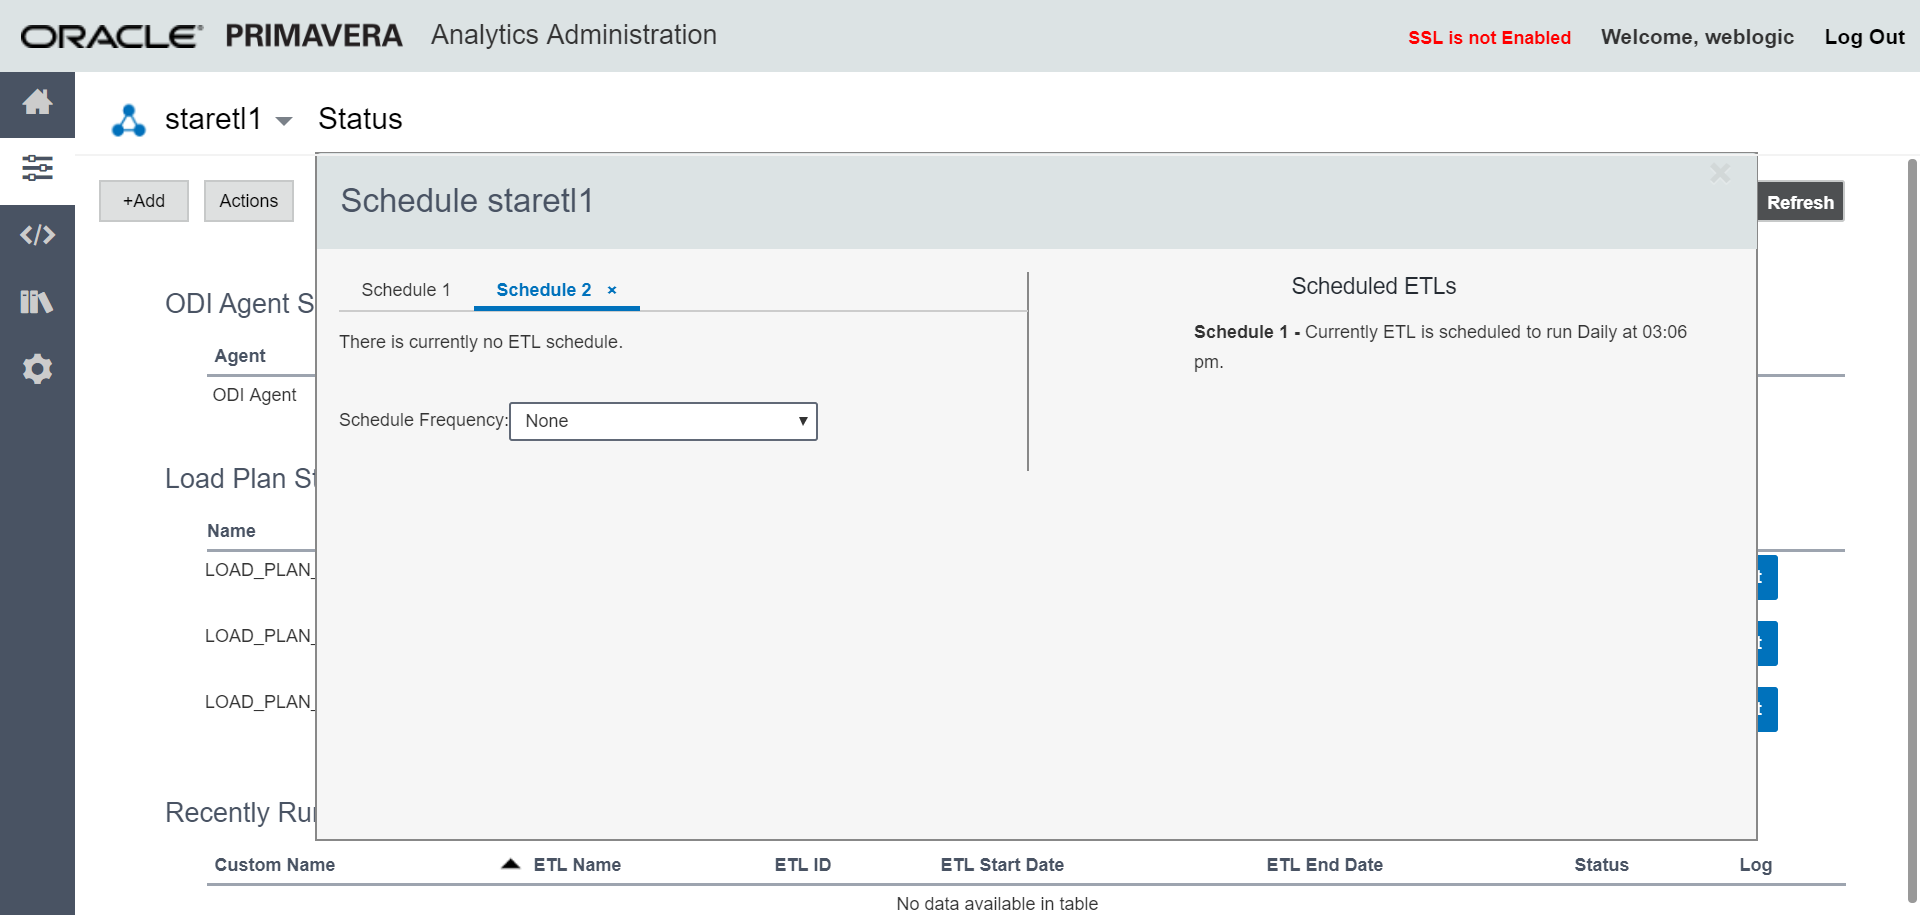 ORACLE PRIMAVERA Analytics Administration
SSL is not Enabled Welcome, weblogic Log Out
staretl1 Status
+Add Actions Refresh
Schedule staretl1
Schedule 1 Schedule 2 ×
There is currently no ETL schedule.
Schedule Frequency: None
Scheduled ETLs
Schedule 1 - Currently ETL is scheduled to run Daily at 03:06
pm.
ODI Agent S
Agent
ODI Agent
Load Plan St
Name
LOAD_PLAN_ t
LOAD_PLAN_ t
LOAD_PLAN_ t
Recently Ru
Custom Name ETL Name ETL ID ETL Start Date ETL End Date Status Log
No data available in table